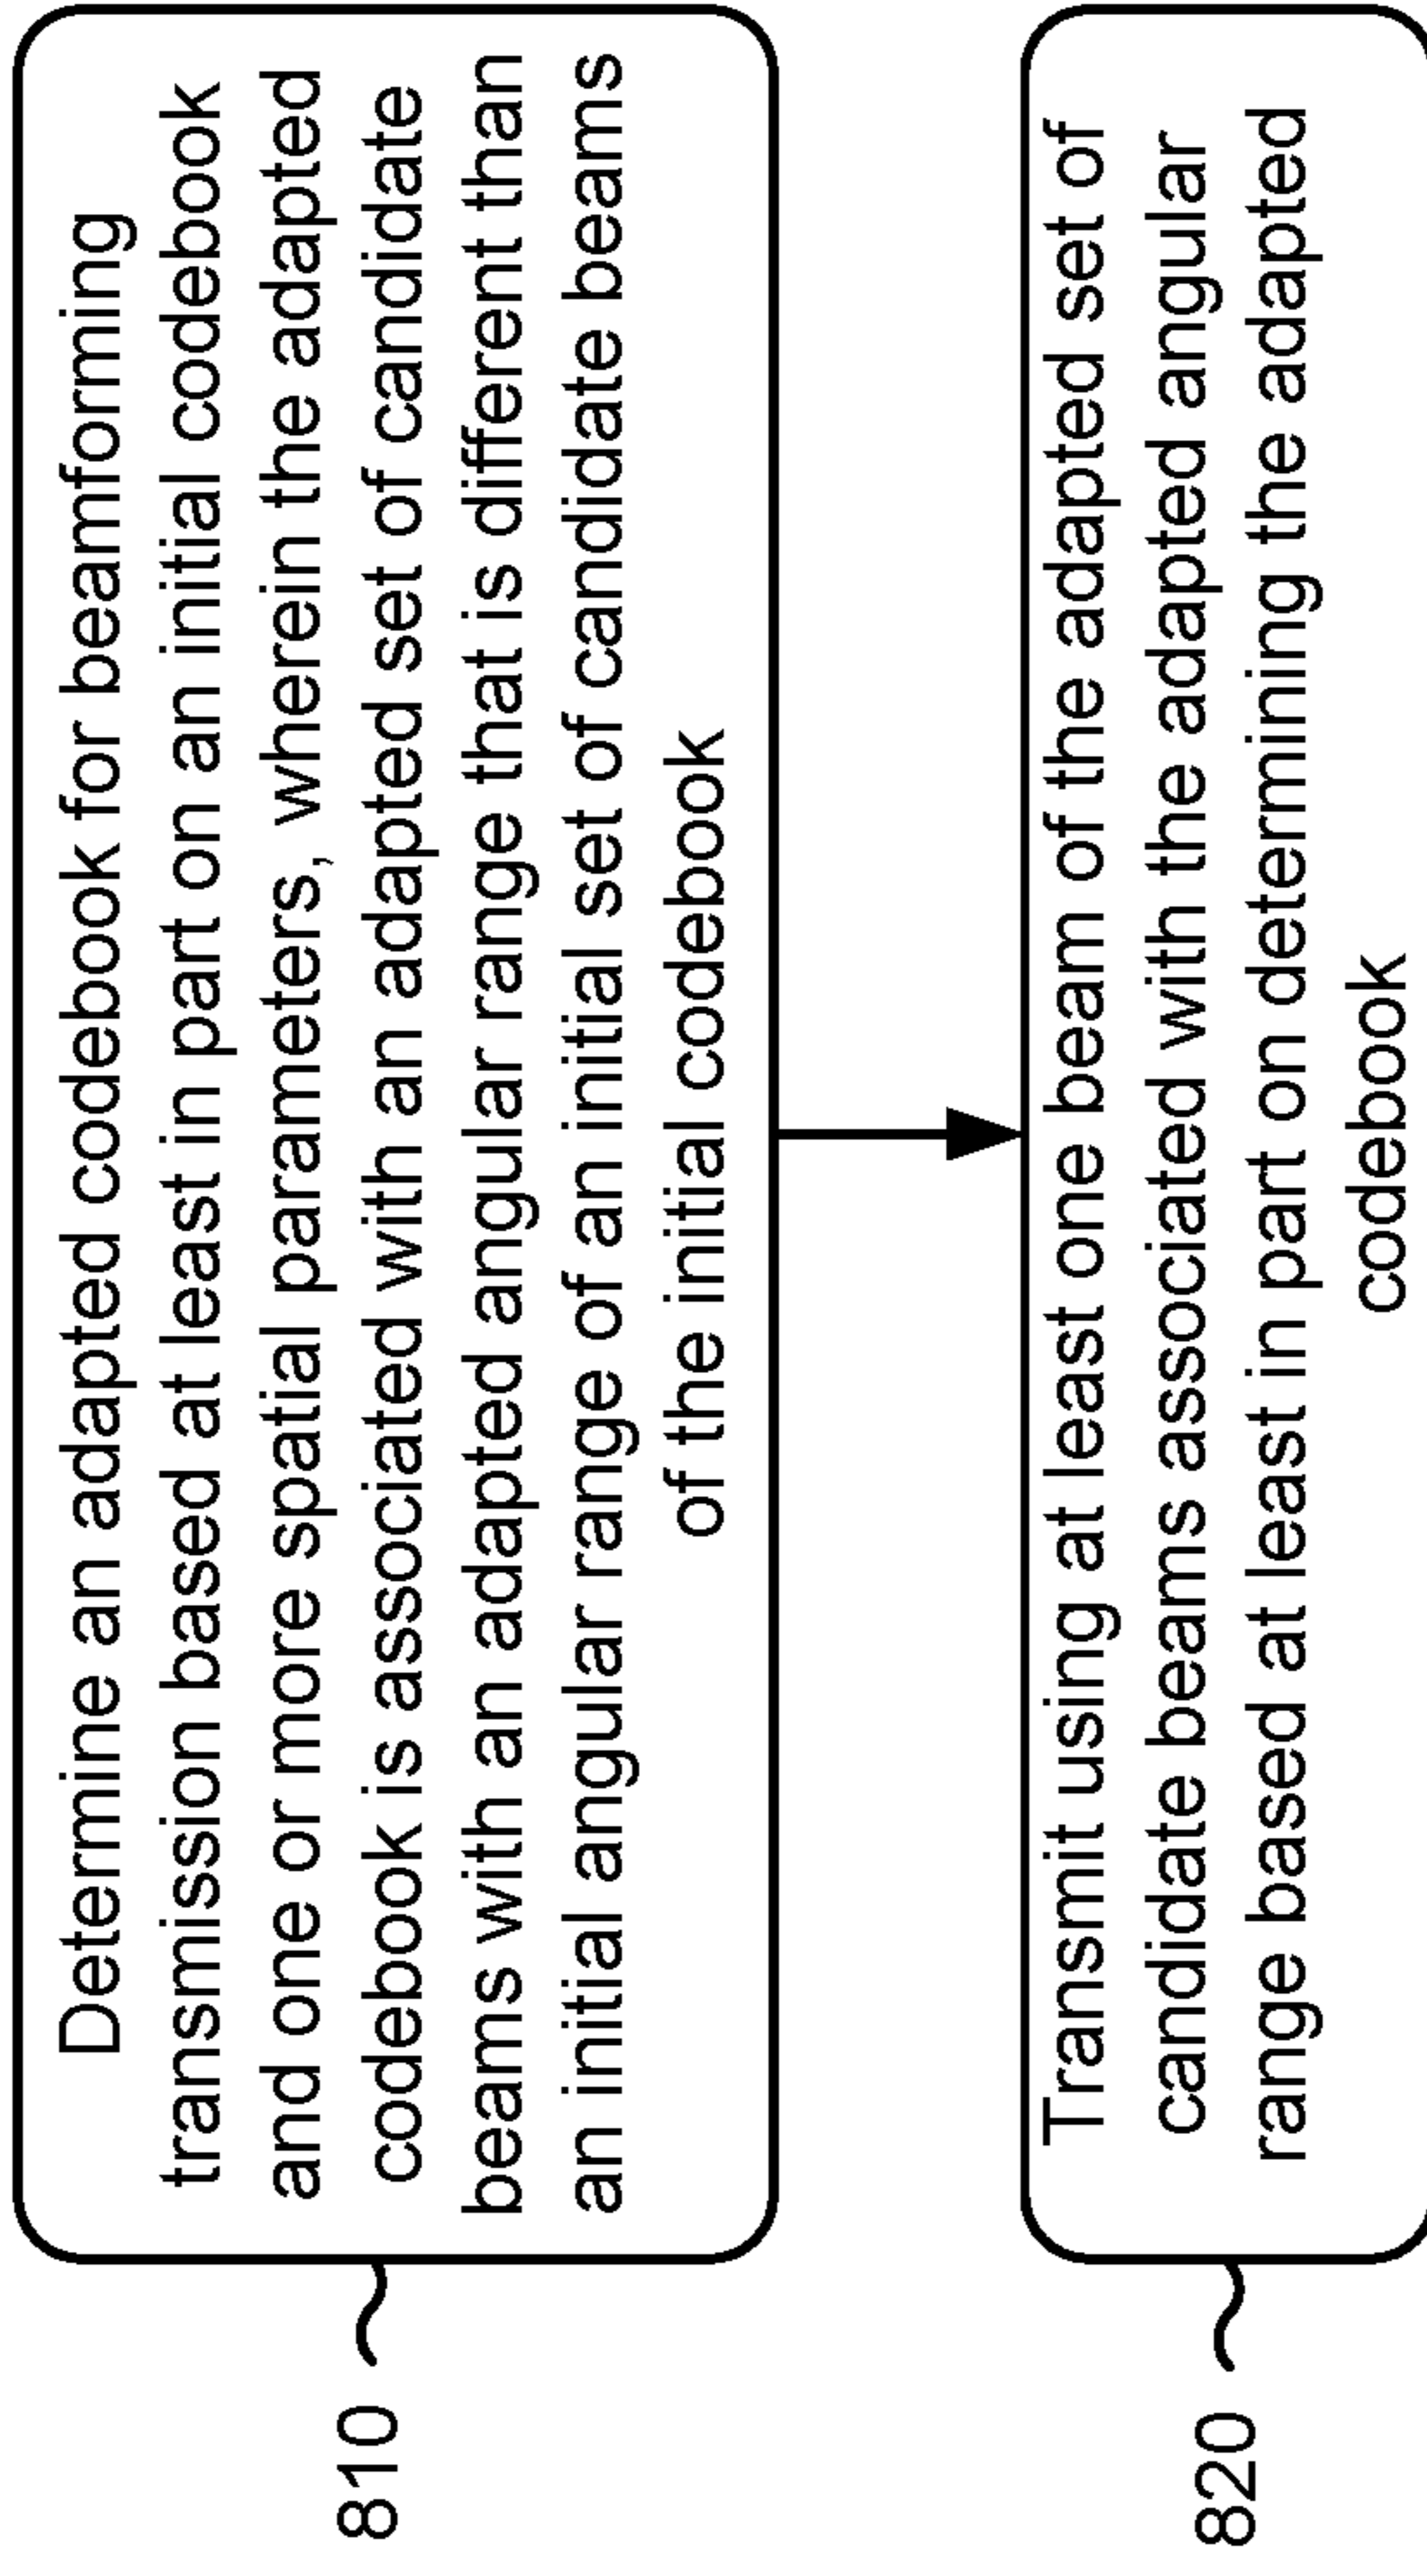 810
Determine an adapted codebook for beamforming
transmission based at least in part on an initial codebook
and one or more spatial parameters, wherein the adapted
codebook is associated with an adapted set of candidate
beams with an adapted angular range that is different than
an initial angular range of an initial set of candidate beams
of the initial codebook
820
Transmit using at least one beam of the adapted set of
candidate beams associated with the adapted angular
range based at least in part on determining the adapted
codebook